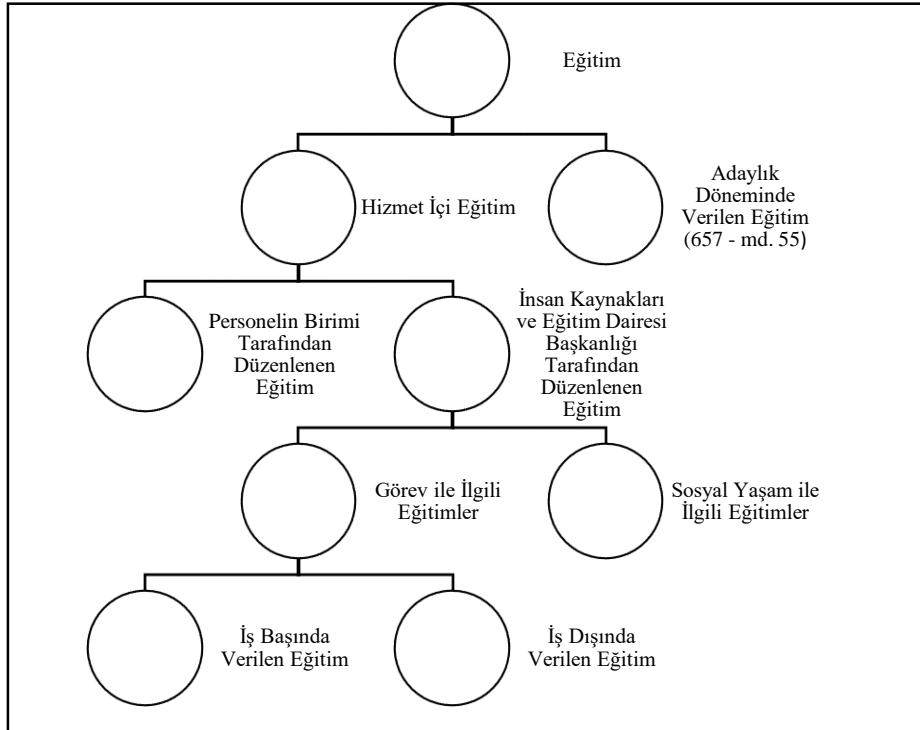 Eğitim
Hizmet İçi Eğitim
Adaylık
Döneminde
Verilen Eğitim
(657 - md. 55)
Personelin Birimi
Tarafından
Düzenlenen
Eğitim
İnsan Kaynakları
ve Eğitim Dairesi
Başkanlığı
Tarafından
Düzenlenen
Eğitim
Görev ile İlgili
Eğitimler
Sosyal Yaşam ile
İlgili Eğitimler
İş Başında
Verilen Eğitim
İş Dışında
Verilen Eğitim